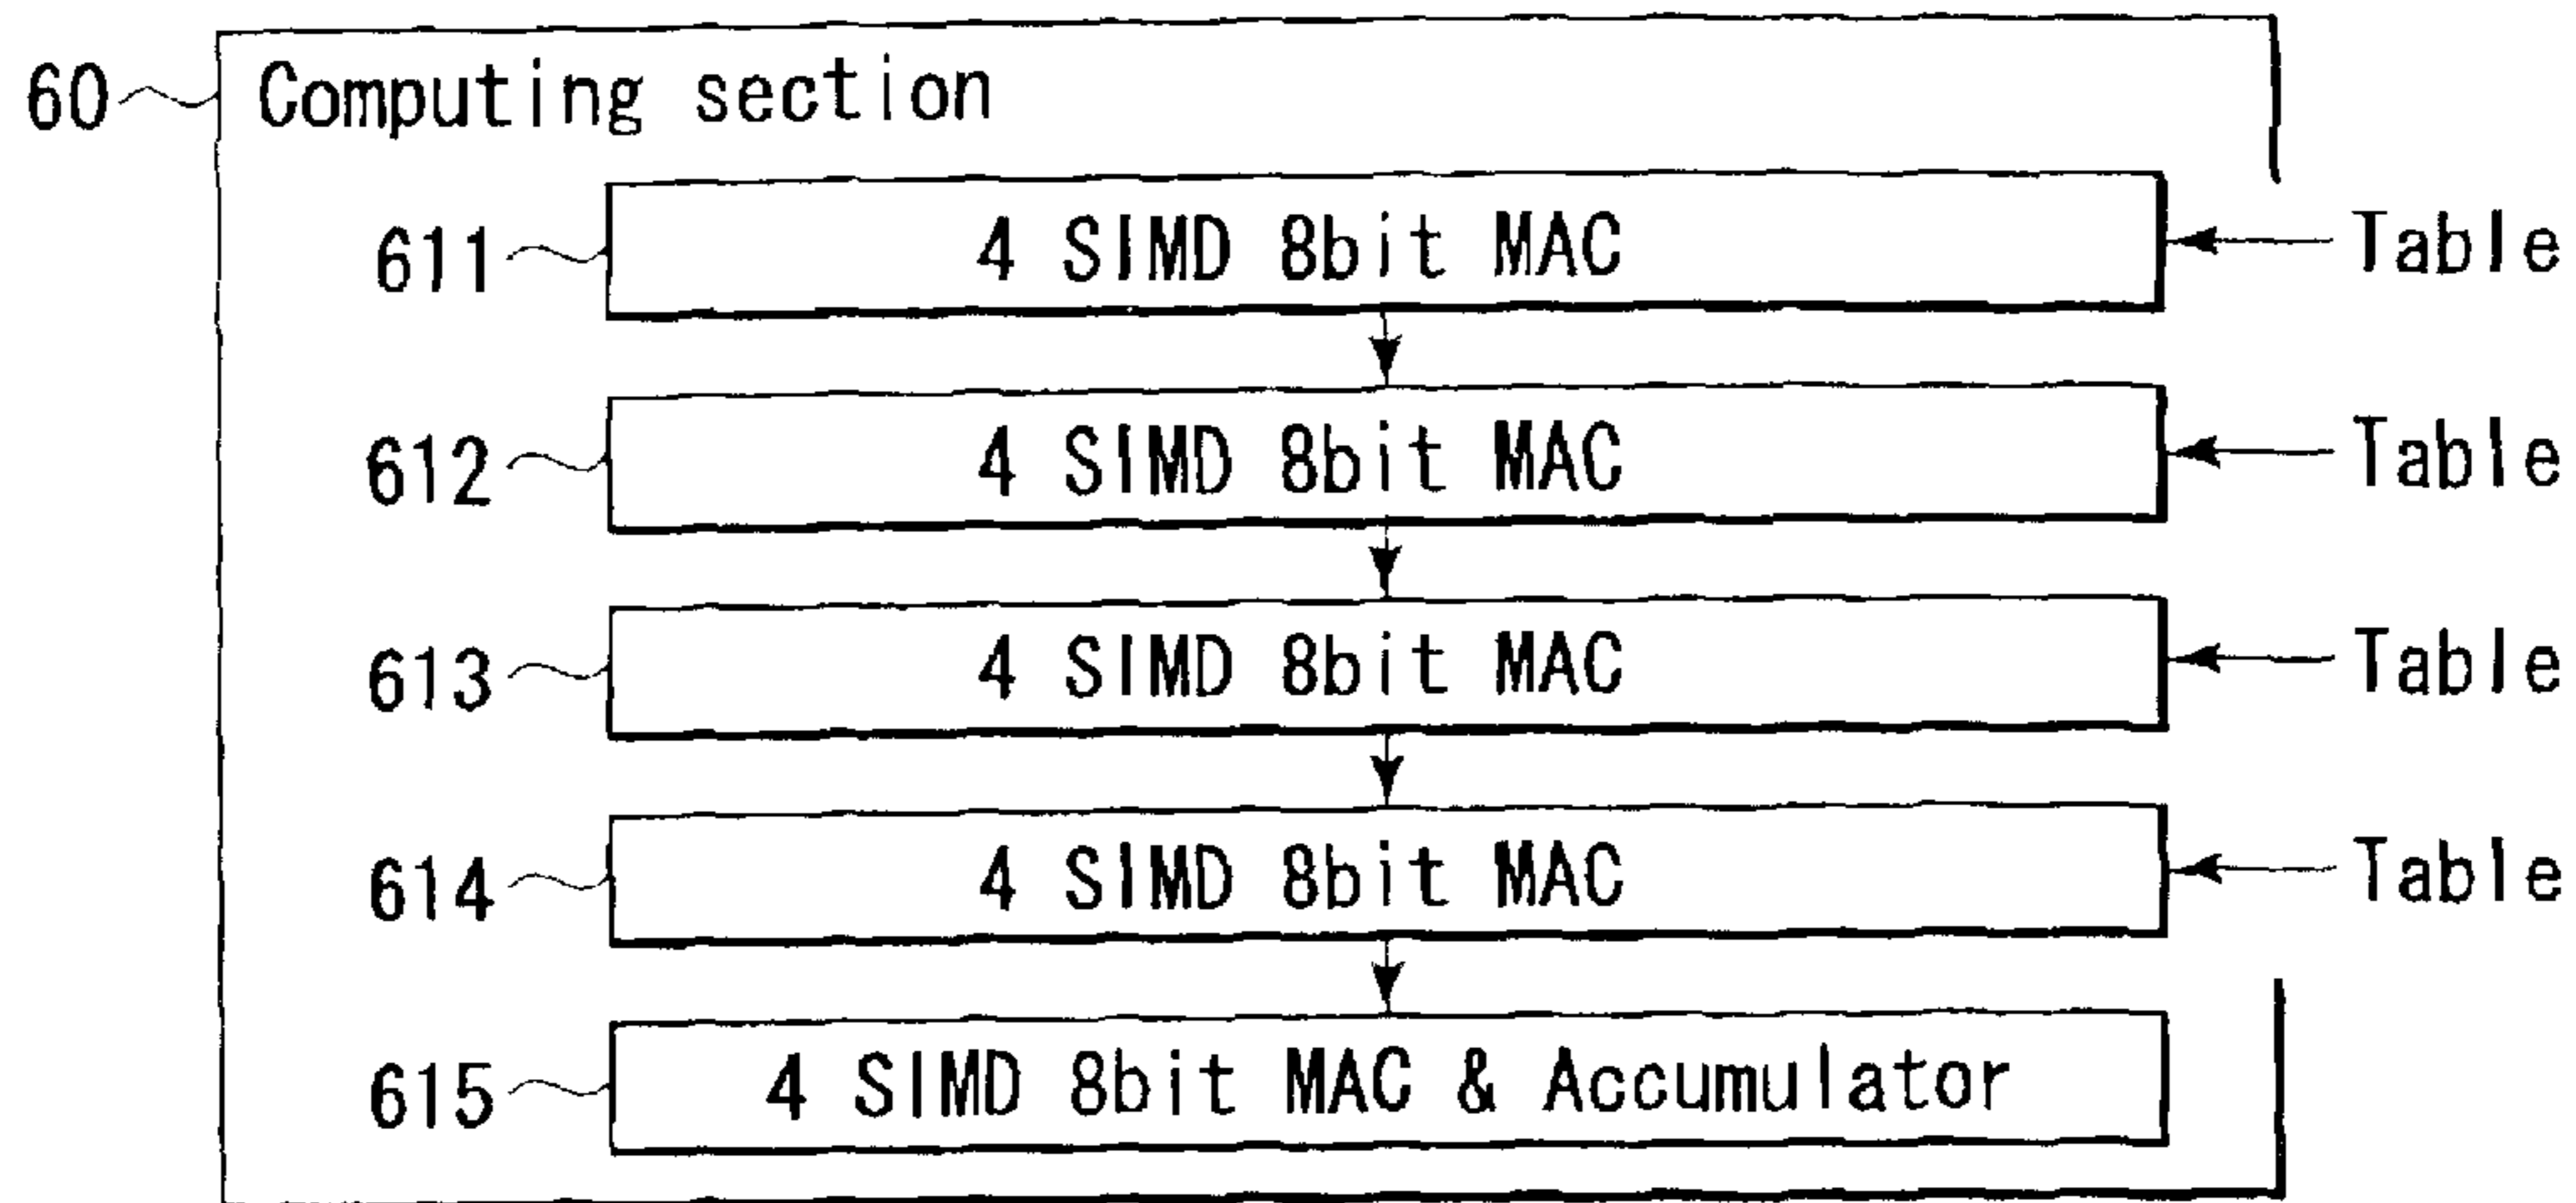 60 Computing section
611 4 SIMD 8bit MAC Table
612 4 SIMD 8bit MAC Table
613 4 SIMD 8bit MAC Table
614 4 SIMD 8bit MAC Table
615 4 SIMD 8bit MAC & Accumulator